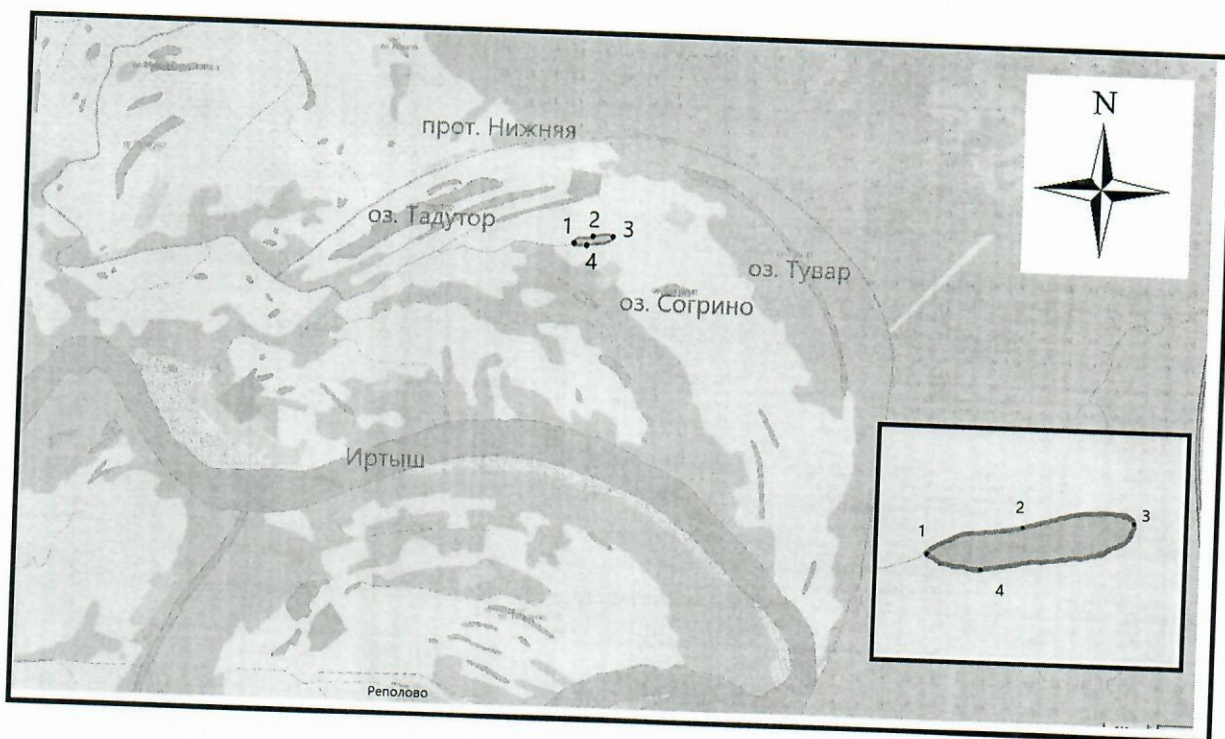 N
прот. Нижняя
оз. Тадутор
1 2 3
4
оз. Тувар
оз. Согрино
Иртыш
1
2
3
4
Реполово